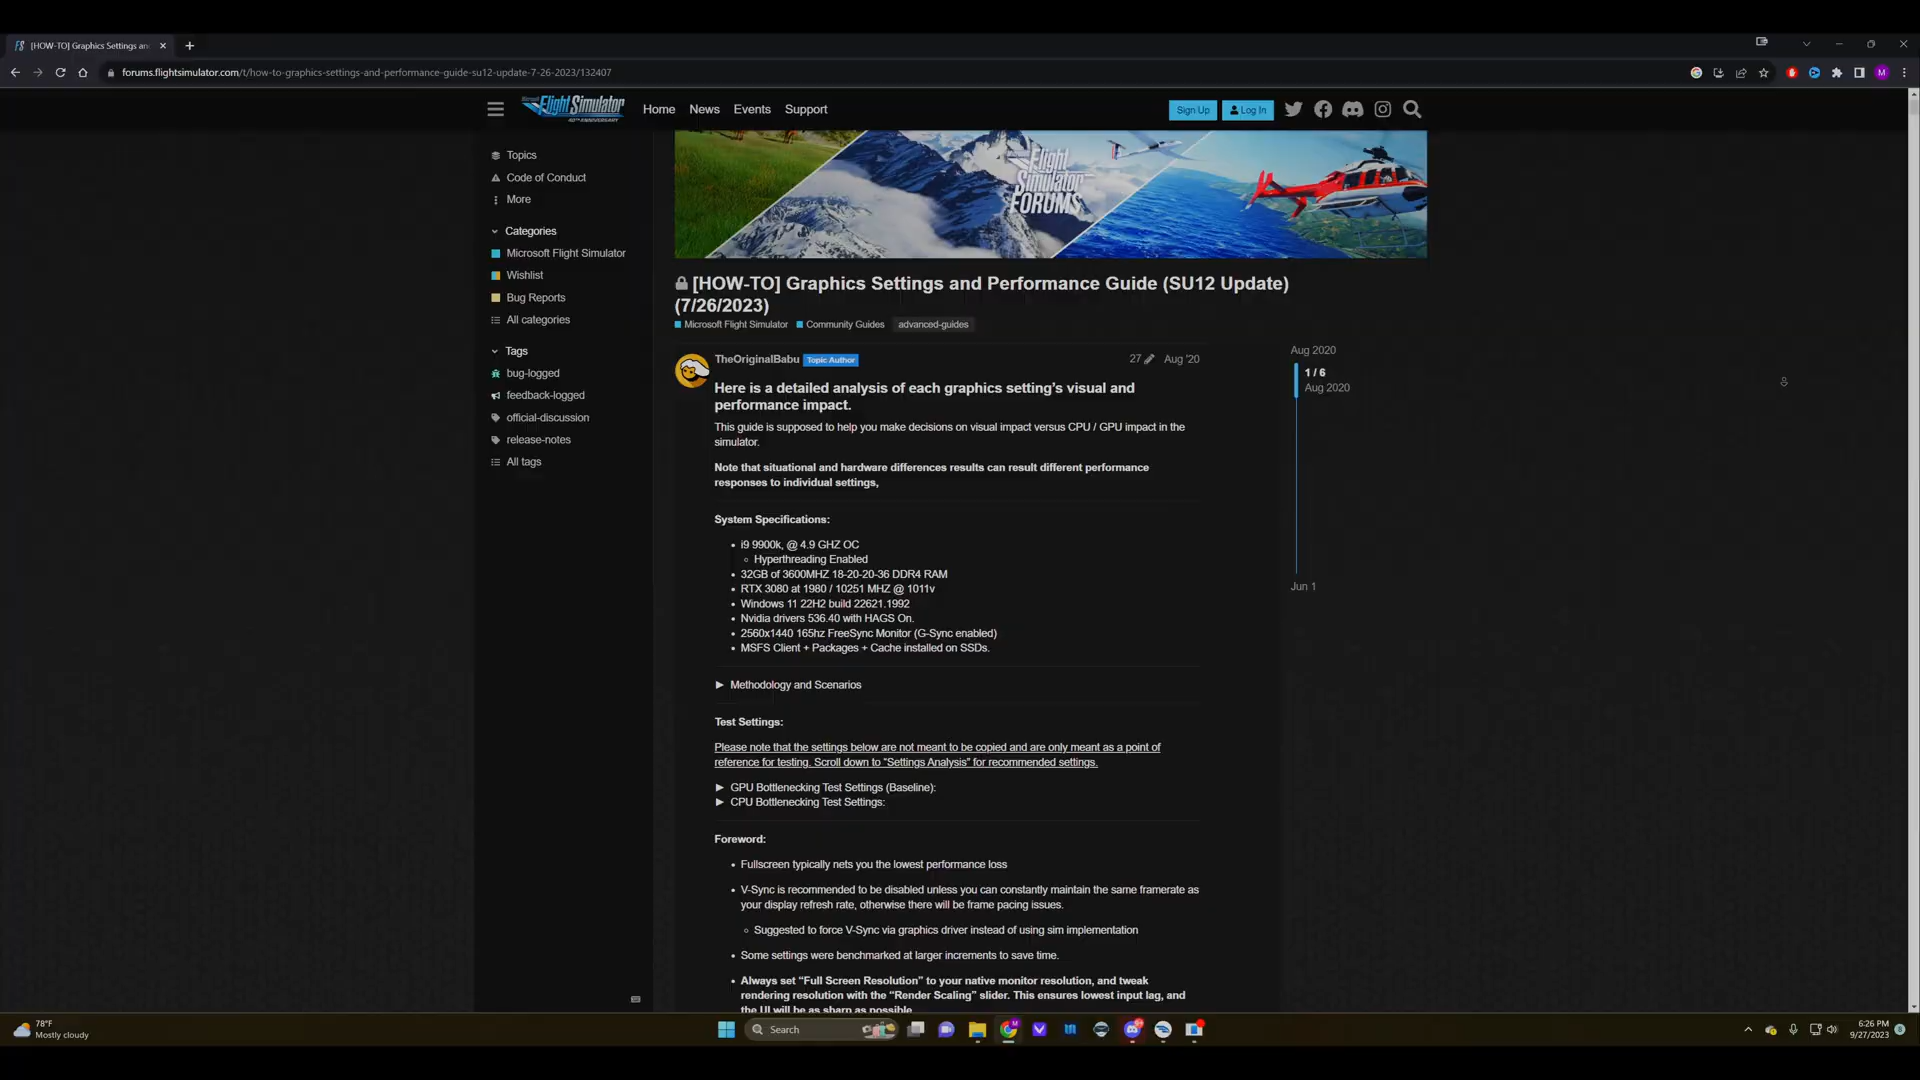 [HOW-TO] Graphics Settings an
forums.flightsimulator.com/t/how-to-graphics-settings-and-performance-guide-su12-update-7-26-2023/132407
M
Flight Simulator
40TH ANNIVERSARY
Home
News
Events
Support
Sign Up
Log In
Topics
Code of Conduct
More
Categories
Microsoft Flight Simulator
Wishlist
Bug Reports
All categories
Tags
bug-logged
feedback-logged
official-discussion
release-notes
All tags
Flight
Simulator
FORUMS
[HOW-TO] Graphics Settings and Performance Guide (SU12 Update)
(7/26/2023)
Microsoft Flight Simulator
Community Guides
advanced-guides
TheOriginalBabu
Topic Author
27
Aug '20
Here is a detailed analysis of each graphics setting’s visual and
performance impact.
This guide is supposed to help you make decisions on visual impact versus CPU / GPU impact in the
simulator.
Note that situational and hardware differences results can result different performance
responses to individual settings,
System Specifications:
i9 9900k, @ 4.9 GHZ OC
Hyperthreading Enabled
32GB of 3600MHZ 18-20-20-36 DDR4 RAM
RTX 3080 at 1980 / 10251 MHZ @ 1011v
Windows 11 22H2 build 22621.1992
Nvidia drivers 536.40 with HAGS On.
2560x1440 165hz FreeSync Monitor (G-Sync enabled)
MSFS Client + Packages + Cache installed on SSDs.
Methodology and Scenarios
Test Settings:
Please note that the settings below are not meant to be copied and are only meant as a point of
reference for testing. Scroll down to “Settings Analysis” for recommended settings.
GPU Bottlenecking Test Settings (Baseline):
CPU Bottlenecking Test Settings:
Foreword:
Fullscreen typically nets you the lowest performance loss
V-Sync is recommended to be disabled unless you can constantly maintain the same framerate as
your display refresh rate, otherwise there will be frame pacing issues.
Suggested to force V-Sync via graphics driver instead of using sim implementation
Some settings were benchmarked at larger increments to save time.
Always set “Full Screen Resolution” to your native monitor resolution, and tweak
rendering resolution with the “Render Scaling” slider. This ensures lowest input lag, and
the UI will be as sharp as possible
Aug 2020
1 / 6
Aug 2020
Jun 1
78°F
Mostly cloudy
Search
6:26 PM
9/27/2023